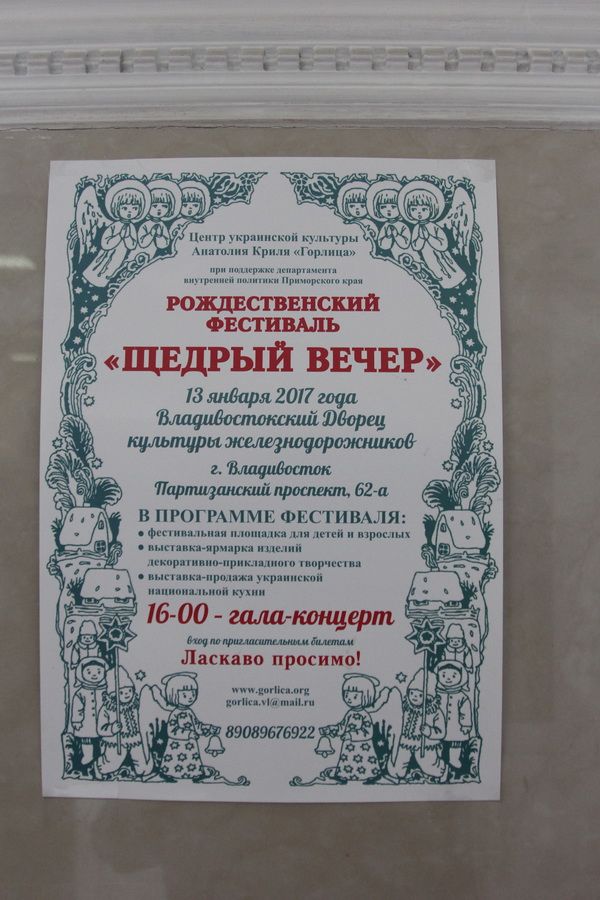 Центр украинской культуры
Анатолия Криля «Горлица»
при поддержке департамента
внутренней политики Приморского края
РОЖДЕСТВЕНСКИЙ
ФЕСТИВАЛЬ
«ЩЕДРЫЙ ВЕЧЕР»
13 января 2017 года
Владивостокский Дворец
культуры железнодорожников
г. Владивосток
Партизанский проспект, 62-а
В ПРОГРАММЕ ФЕСТИВАЛЯ:
• фестивальная площадка для детей и взрослых
• выставка-ярмарка изделий
декоративно-прикладного творчества
• выставка-продажа украинской
национальной кухни
16-00 – гала-концерт
вход по пригласительным билетам
Ласкаво просимо!
www.gorlica.org
gorlica.vl@mail.ru
89089676922